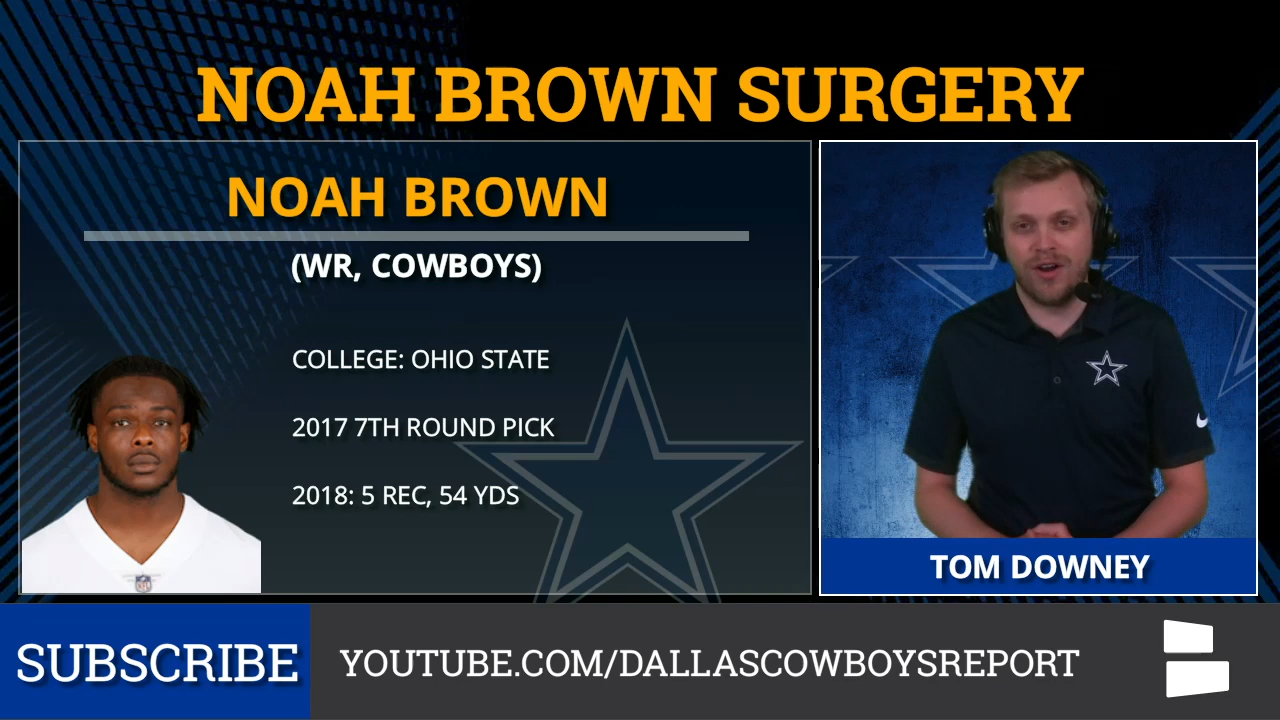 NOAH BROWN SURGERY
NOAH BROWN
(WR, COWBOYS)
COLLEGE: OHIO STATE
2017 7TH ROUND PICK
2018: 5 REC, 54 YDS
TOM DOWNEY
SUBSCRIBE
YOUTUBE.COM/DALLASCOWBOYSREPORT